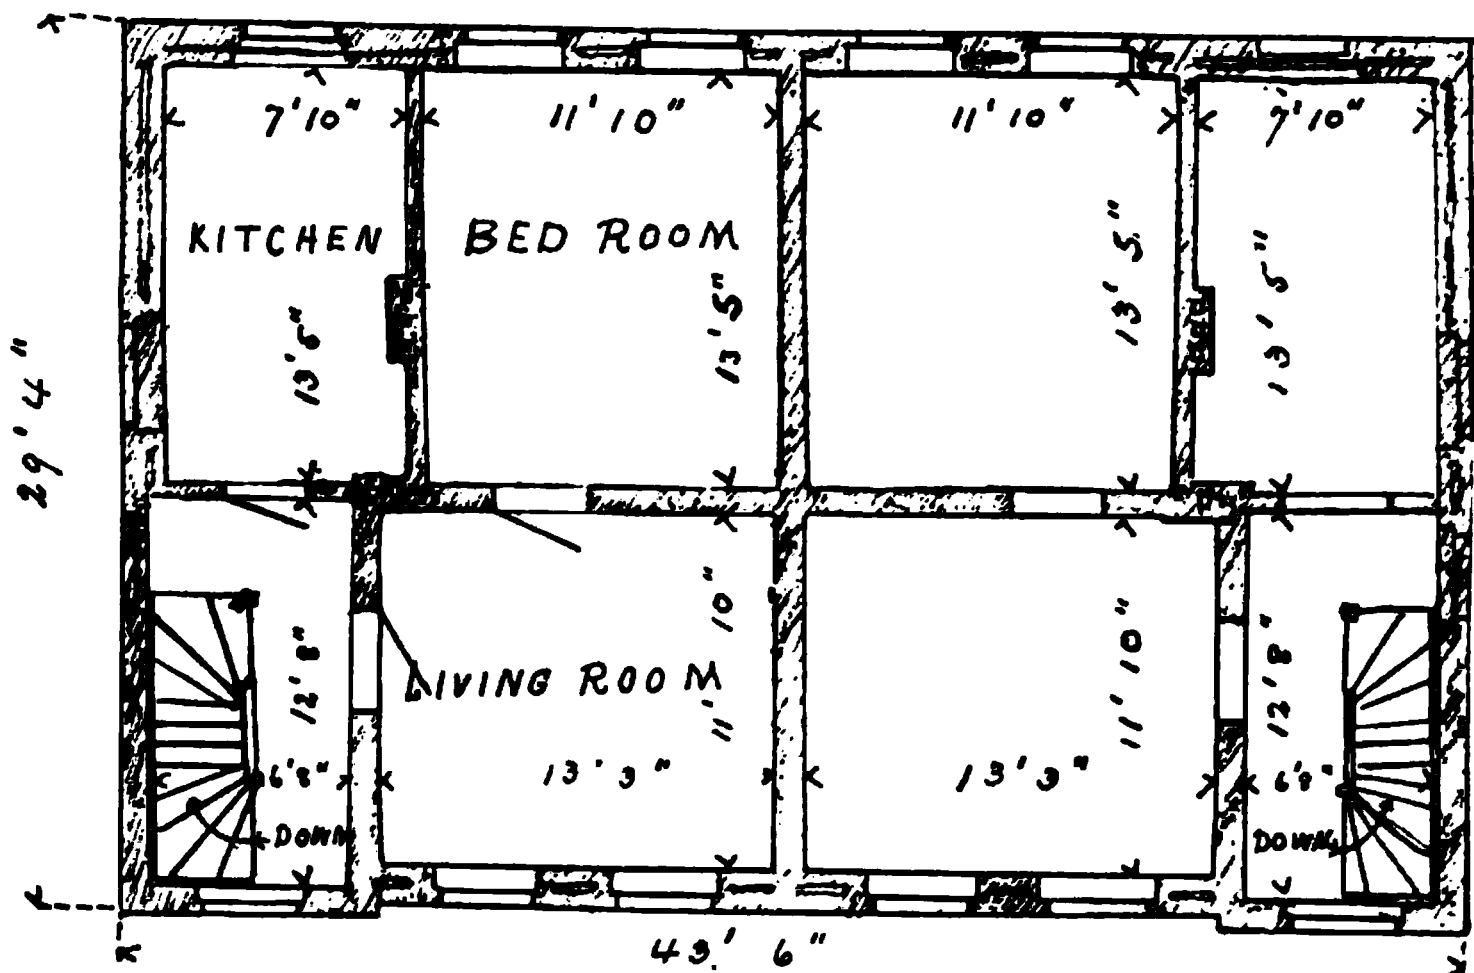 7'10" 11'10" 11'10" 7'10"
KITCHEN BED ROOM
13'5" 13'5" 13'5" 13'5"
29'4"
12'8" 11'10" 11'10" 12'8"
LIVING ROOM
6'8" 13'3" 13'3" 6'8"
DOWN DOWN
43'6"